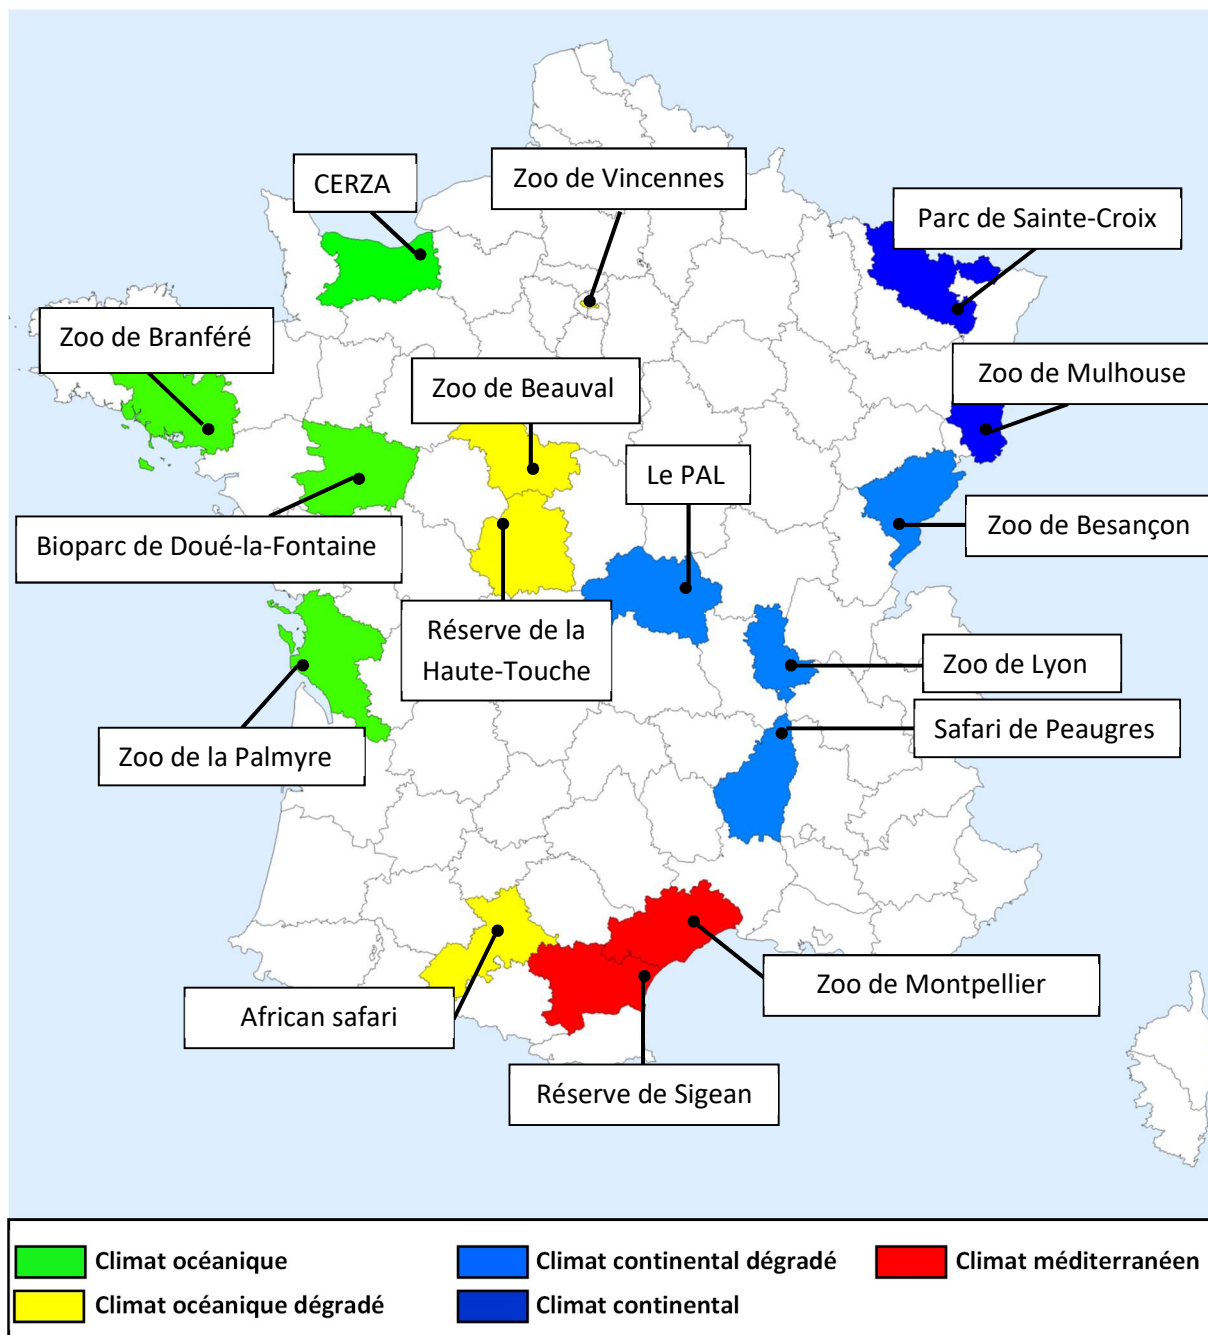 CERZA
Zoo de Vincennes
Parc de Sainte-Croix
Zoo de Branféré
Zoo de Beauval
Zoo de Mulhouse
Le PAL
Bioparc de Doué-la-Fontaine
Zoo de Besançon
Réserve de la
Haute-Touche
Zoo de Lyon
Zoo de la Palmyre
Safari de Peaugres
African safari
Zoo de Montpellier
Réserve de Sigean
Climat océanique
Climat continental dégradé
Climat méditerranéen
Climat océanique dégradé
Climat continental